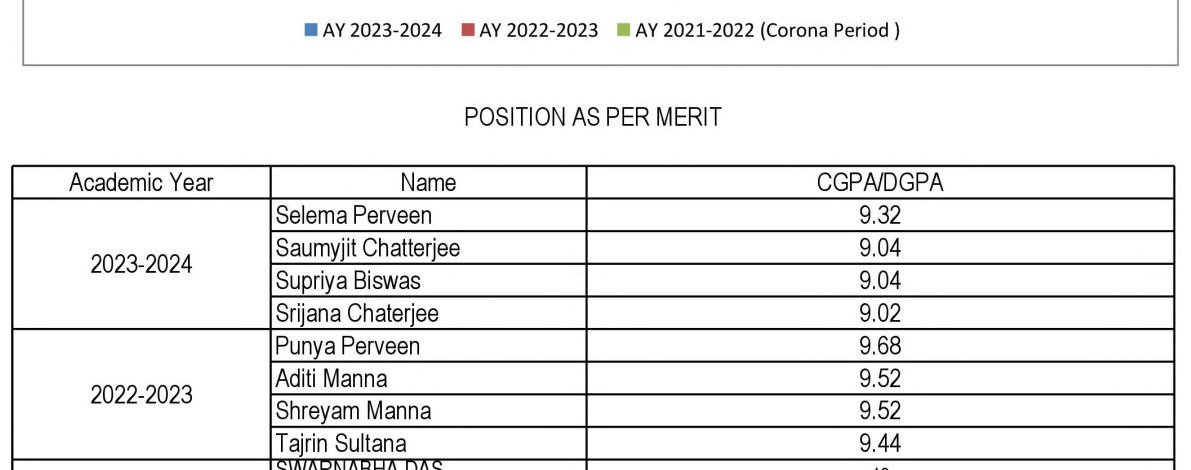 AY 2023-2024 AY 2022-2023 AY 2021-2022 (Corona Period )
POSITION AS PER MERIT
Academic Year Name CGPA/DGPA
2023-2024
Selema Perveen 9.32
Saumyjit Chatterjee 9.04
Supriya Biswas 9.04
Srijana Chaterjee 9.02
2022-2023
Punya Perveen 9.68
Aditi Manna 9.52
Shreyam Manna 9.52
Tajrin Sultana 9.44
SWARNABHA DAS